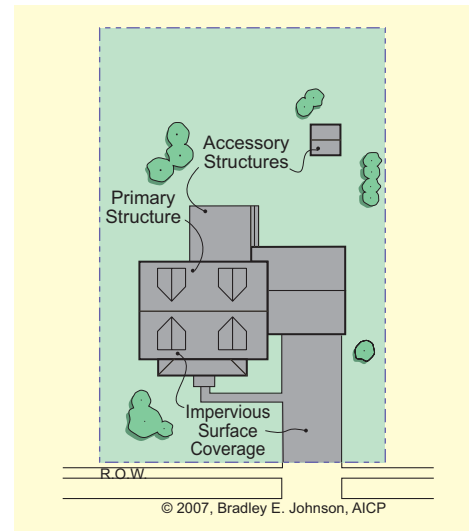 Accessory
Structures
Primary
Structure
Impervious
Surface
Coverage
R.O.W.
© 2007, Bradley E. Johnson, AICP